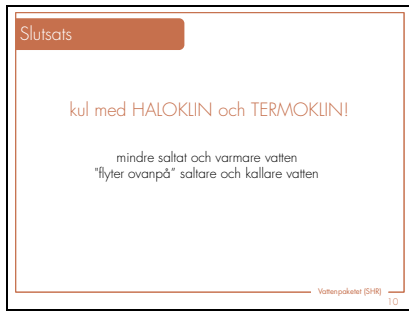 Slutsats
kul med HALOKLIN och TERMOKLIN!
mindre saltat och varmare vatten
"flyter ovanpå” saltare och kallare vatten
Vattenpaketet (SHR)
10